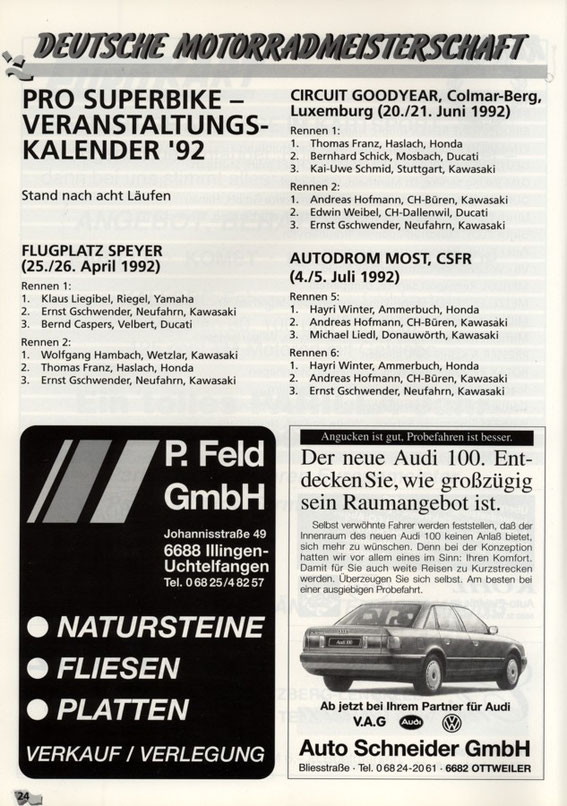 DEUTSCHE MOTORRADMEISTERSCHAFT
PRO SUPERBIKE –
VERANSTALTUNGS-
KALENDER '92
Stand nach acht Läufen
FLUGPLATZ SPEYER
(25./26. April 1992)
Rennen 1:
1. Klaus Liegibel, Riegel, Yamaha
2. Ernst Gschwender, Neufahrn, Kawasaki
3. Bernd Caspers, Velbert, Ducati
Rennen 2:
1. Wolfgang Hambach, Wetzlar, Kawasaki
2. Thomas Franz, Haslach, Honda
3. Ernst Gschwender, Neufahrn, Kawasaki
CIRCUIT GOODYEAR, Colmar-Berg,
Luxemburg (20./21. Juni 1992)
Rennen 1:
1. Thomas Franz, Haslach, Honda
2. Bernhard Schick, Mosbach, Ducati
3. Kai-Uwe Schmid, Stuttgart, Kawasaki
Rennen 2:
1. Andreas Hofmann, CH-Büren, Kawasaki
2. Edwin Weibel, CH-Dallenwil, Ducati
3. Ernst Gschwender, Neufahrn, Kawasaki
AUTODROM MOST, CSFR
(4./5. Juli 1992)
Rennen 5:
1. Hayri Winter, Ammerbuch, Honda
2. Andreas Hofmann, CH-Büren, Kawasaki
3. Michael Liedl, Donauwörth, Kawasaki
Rennen 6:
1. Hayri Winter, Ammerbuch, Honda
2. Andreas Hofmann, CH-Büren, Kawasaki
3. Ernst Gschwender, Neufahrn, Kawasaki
P. Feld
GmbH
Johannisstraße 49
6688 Illingen-
Uchtelfangen
Tel. 0 68 25/4 82 57
● NATURSTEINE
● FLIESEN
● PLATTEN
VERKAUF / VERLEGUNG
Angucken ist gut. Probefahren ist besser.
Der neue Audi 100. Ent-
decken Sie, wie großzügig
sein Raumangebot ist.
Selbst verwöhnte Fahrer werden feststellen, daß der
Innenraum des neuen Audi 100 keinen Anlaß bietet,
sich mehr zu wünschen. Denn bei der Konzeption
hatten wir vor allem eines im Sinn: Ihren Komfort.
Damit für Sie auch weite Reisen zu Kurzstrecken
werden. Überzeugen Sie sich selbst. Am besten bei
einer ausgiebigen Probefahrt.
Audi 100
Ab jetzt bei Ihrem Partner für Audi
V.A.G Audi
Auto Schneider GmbH
Bliesstraße · Tel. 0 68 24-20 61 · 6682 OTTWEILER
24